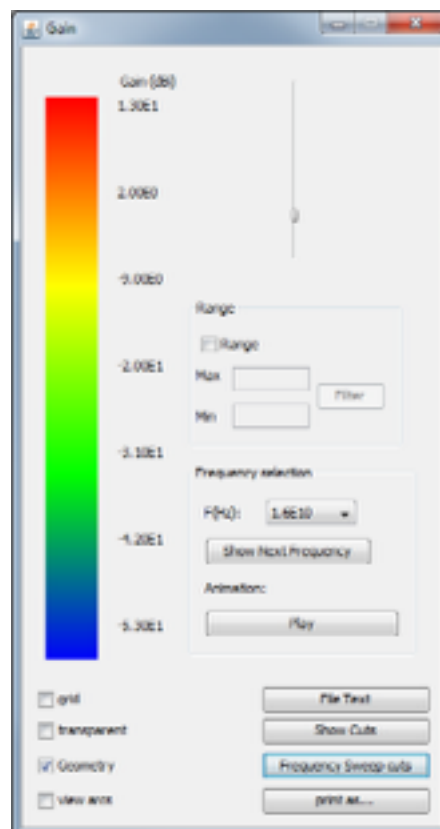 Gain
Gain (dB)
1.30E1
2.00E0
-9.00E0
-2.00E1
-3.10E1
-4.20E1
-5.30E1
Range
Range
Max
Min
Filter
Frequency selection
F(Hz):
1.6E10
Show Next Frequency
Animation:
Play
grid
File Text
transparent
Show Cuts
Geometry
Frequency Sweep cuts
view axis
print as...